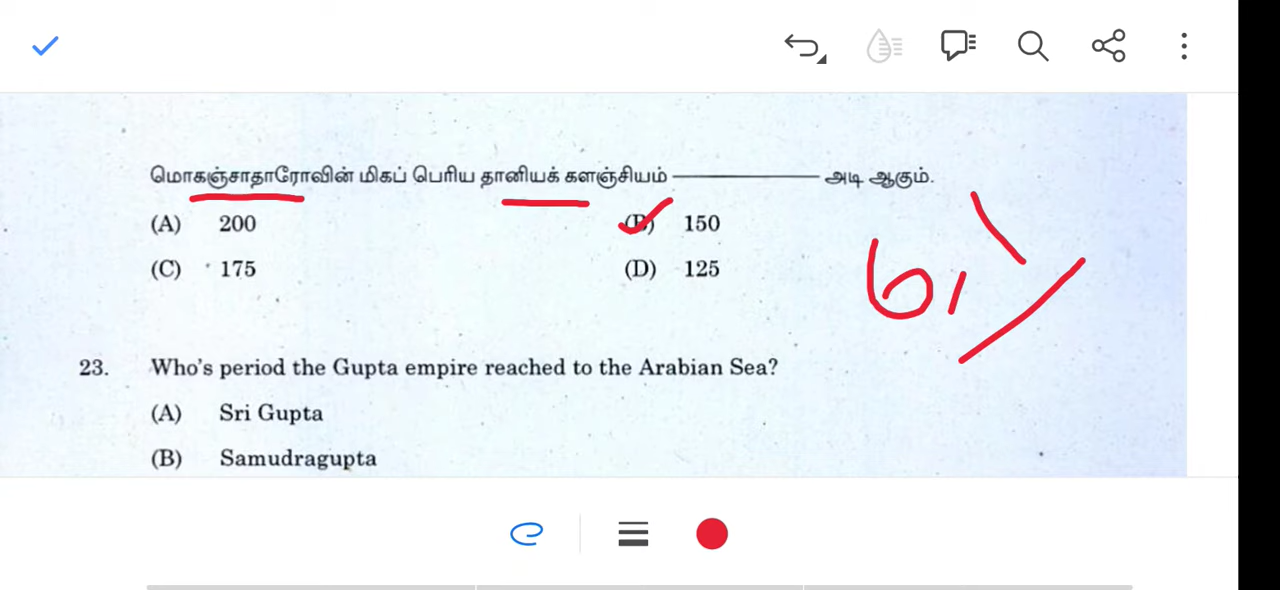 மொகஞ்சாதாரோவின் மிகப் பெரிய தானியக் களஞ்சியம் ———————— அடி ஆகும்.
(A) 200 (B) 150
(C) 175 (D) 125
23. Who's period the Gupta empire reached to the Arabian Sea?
(A) Sri Gupta
(B) Samudragupta